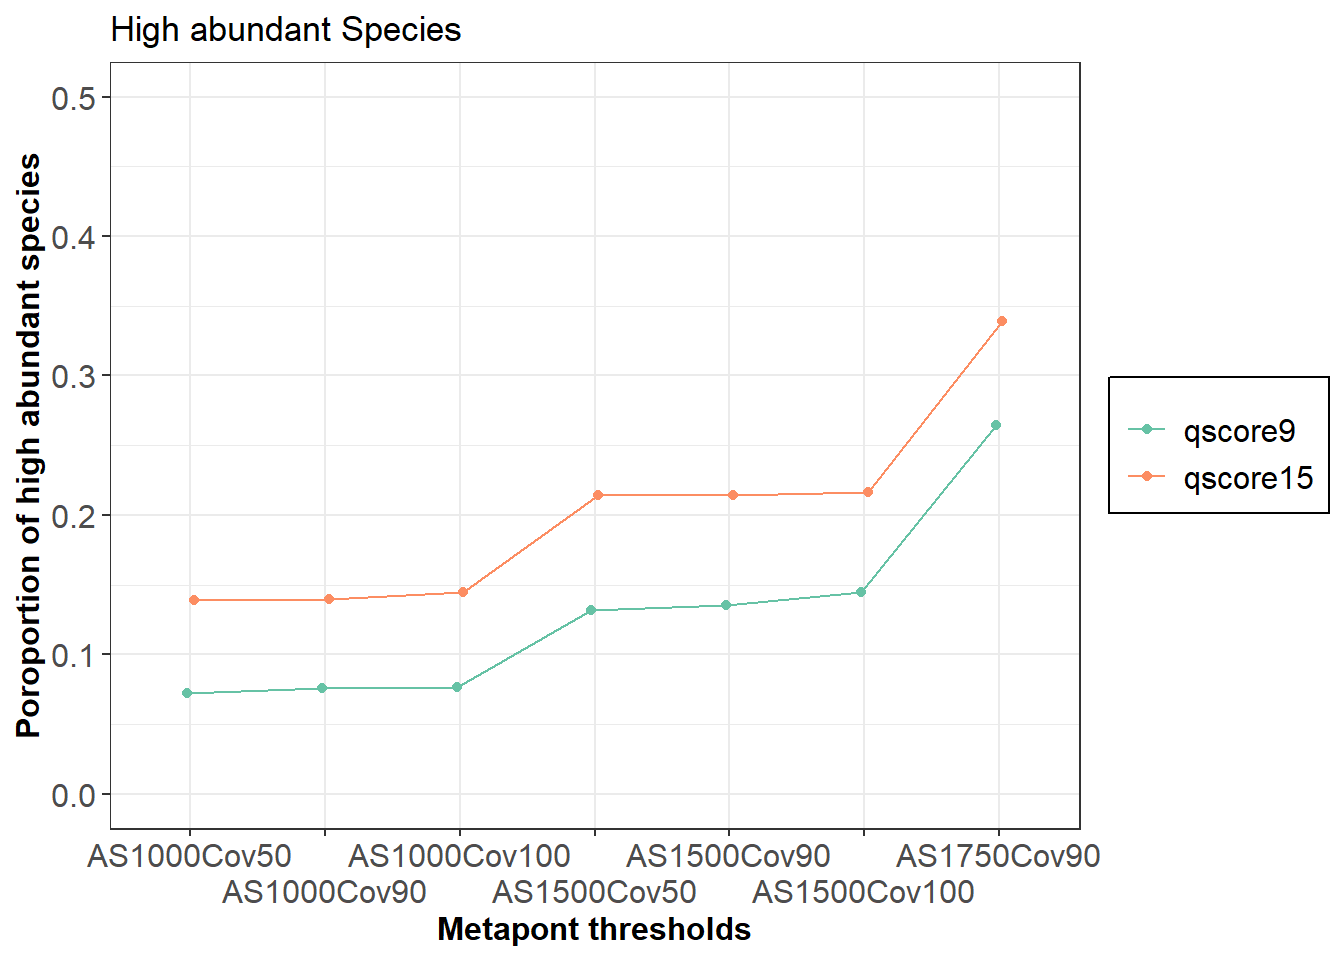 High abundant Species
Poroportion of high abundant species
0.5
0.4
0.3
0.2
0.1
0.0
AS1000Cov50
AS1000Cov90
AS1000Cov100
AS1500Cov50
AS1500Cov90
AS1500Cov100
AS1750Cov90
Metapont thresholds
qscore9
qscore15